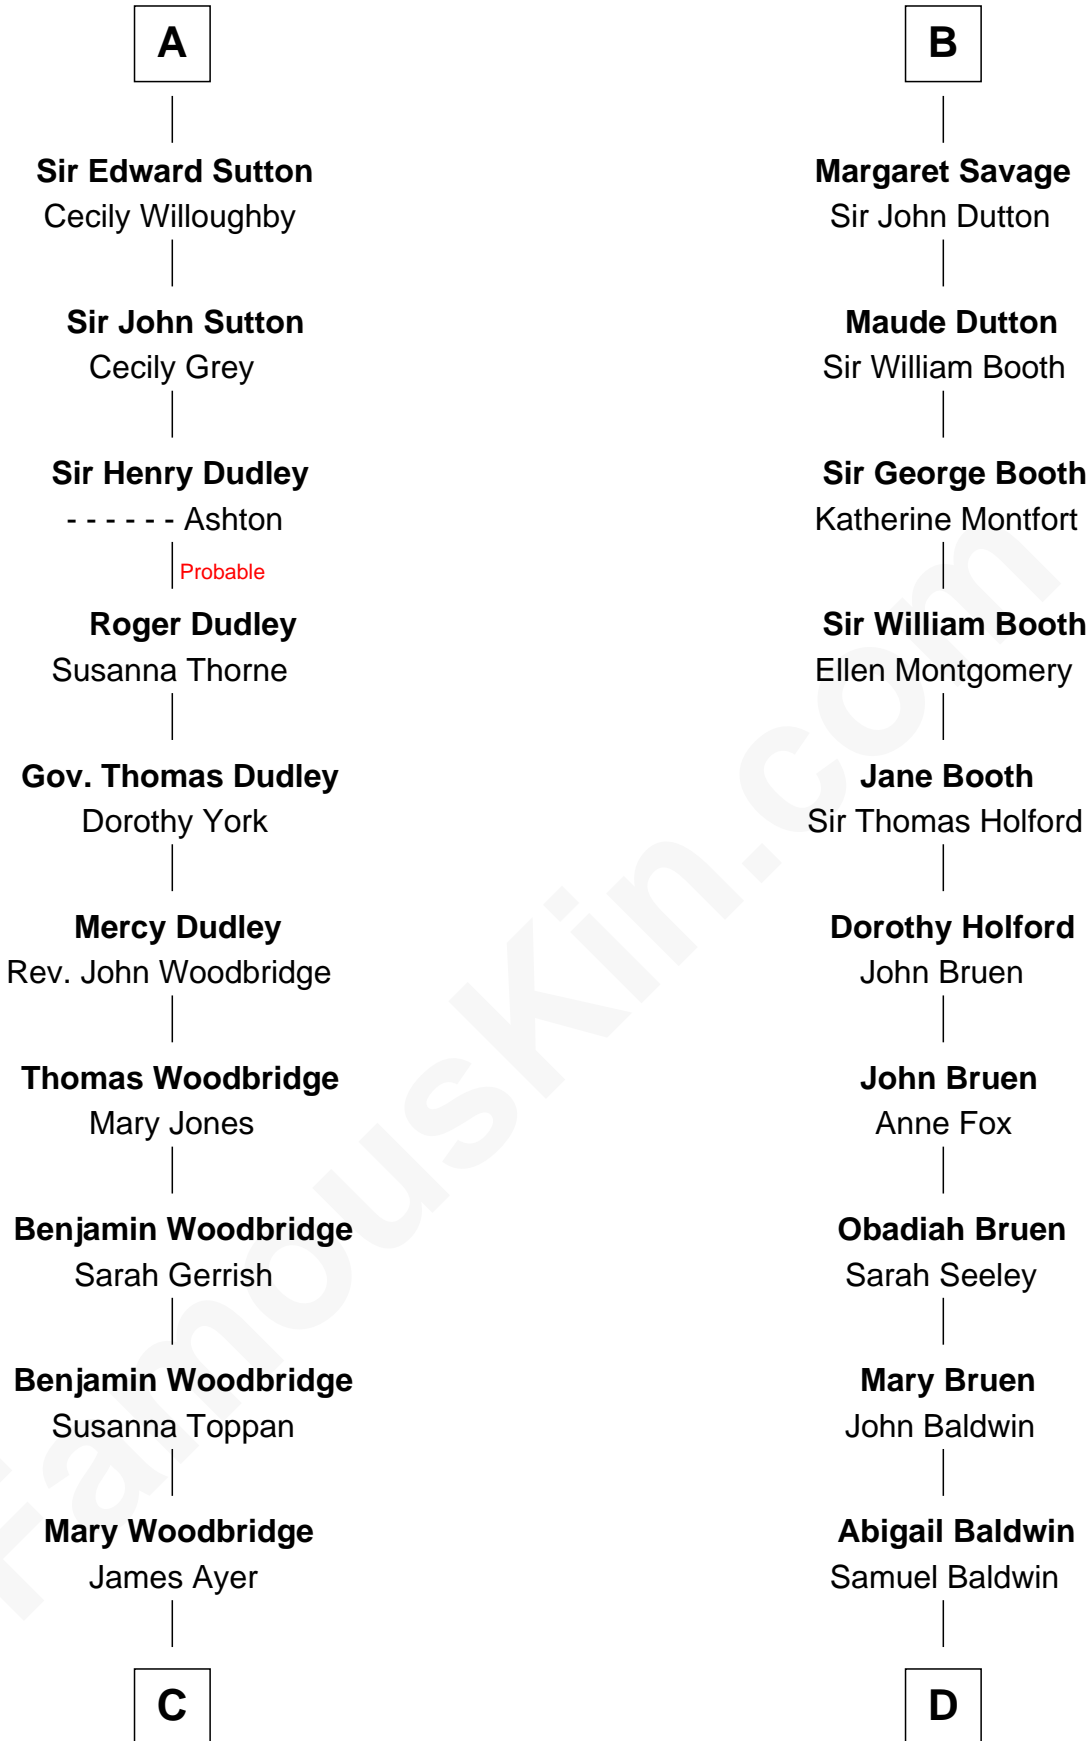 A
Sir Edward Sutton
Cecily Willoughby
Sir John Sutton
Cecily Grey
Sir Henry Dudley
- - - - - - Ashton
Probable
Roger Dudley
Susanna Thorne
Gov. Thomas Dudley
Dorothy York
Mercy Dudley
Rev. John Woodbridge
Thomas Woodbridge
Mary Jones
Benjamin Woodbridge
Sarah Gerrish
Benjamin Woodbridge
Susanna Toppan
Mary Woodbridge
James Ayer
C
B
Margaret Savage
Sir John Dutton
Maude Dutton
Sir William Booth
Sir George Booth
Katherine Montfort
Sir William Booth
Ellen Montgomery
Jane Booth
Sir Thomas Holford
Dorothy Holford
John Bruen
John Bruen
Anne Fox
Obadiah Bruen
Sarah Seeley
Mary Bruen
John Baldwin
Abigail Baldwin
Samuel Baldwin
D
FamousKin.com